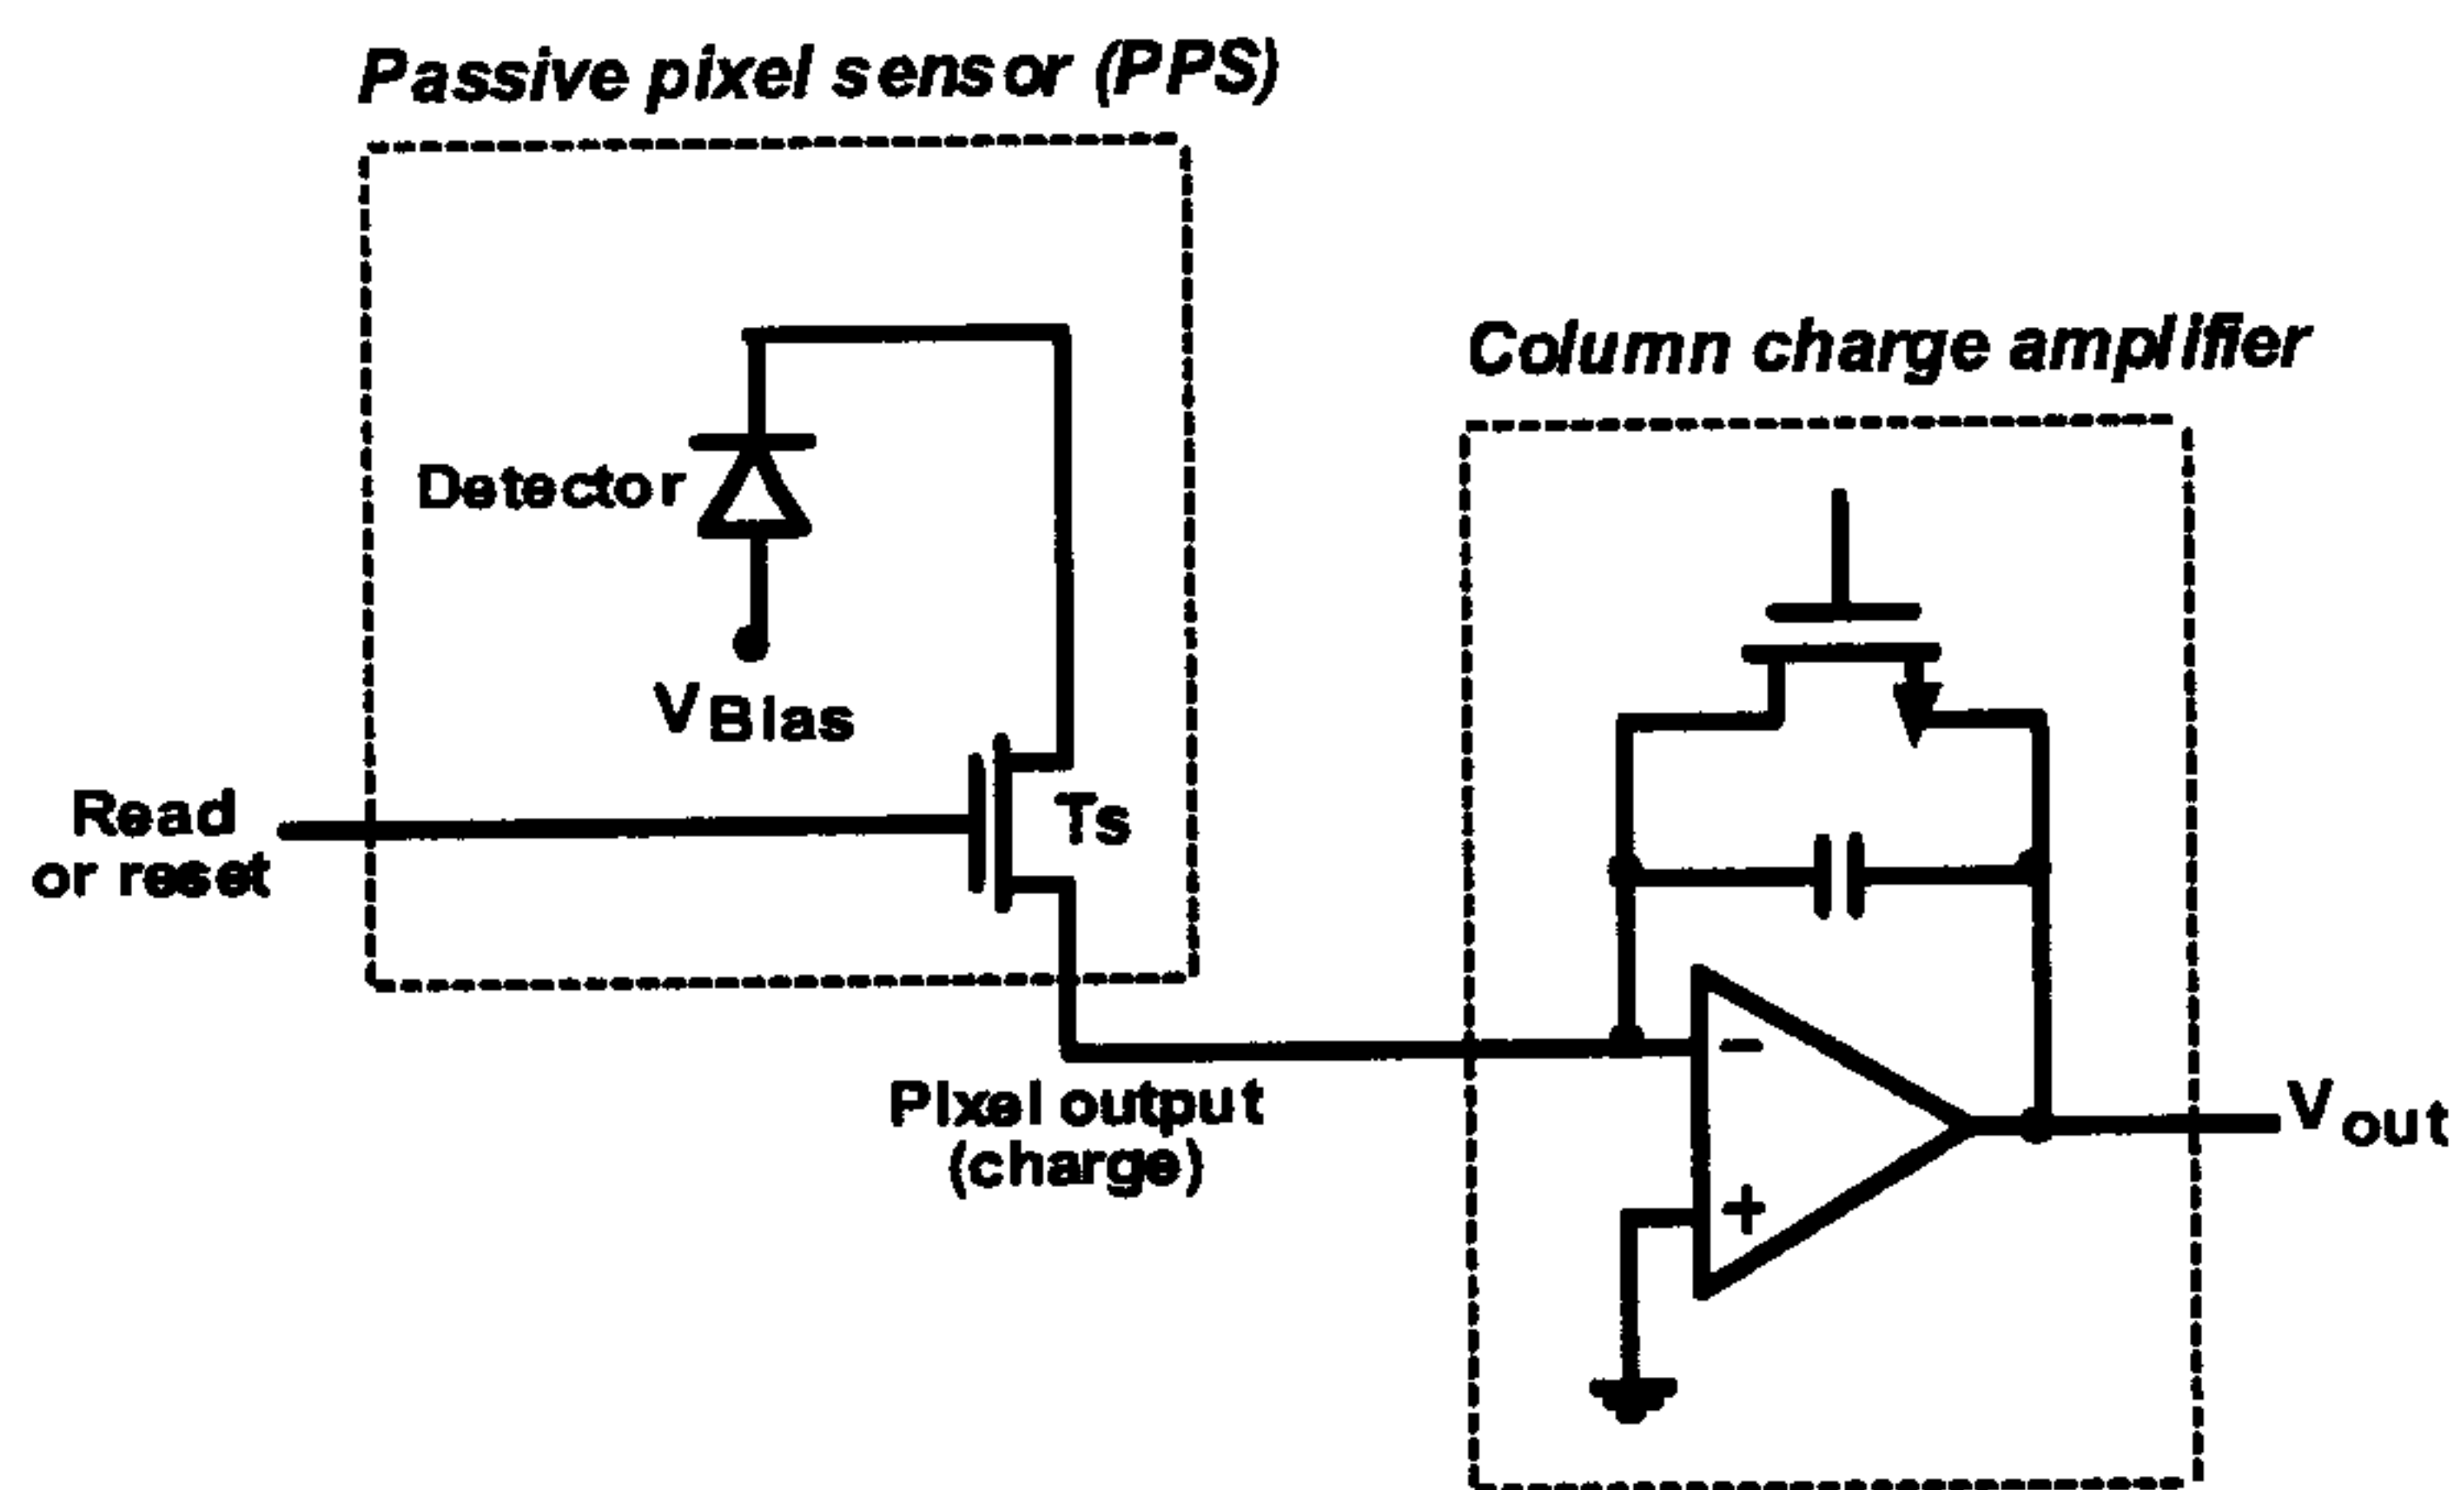 Passive pixel sensor (PPS)
Column charge amplifier
Detector
VBias
Read
or reset
Ts
-
+
Pixel output
(charge)
Vout